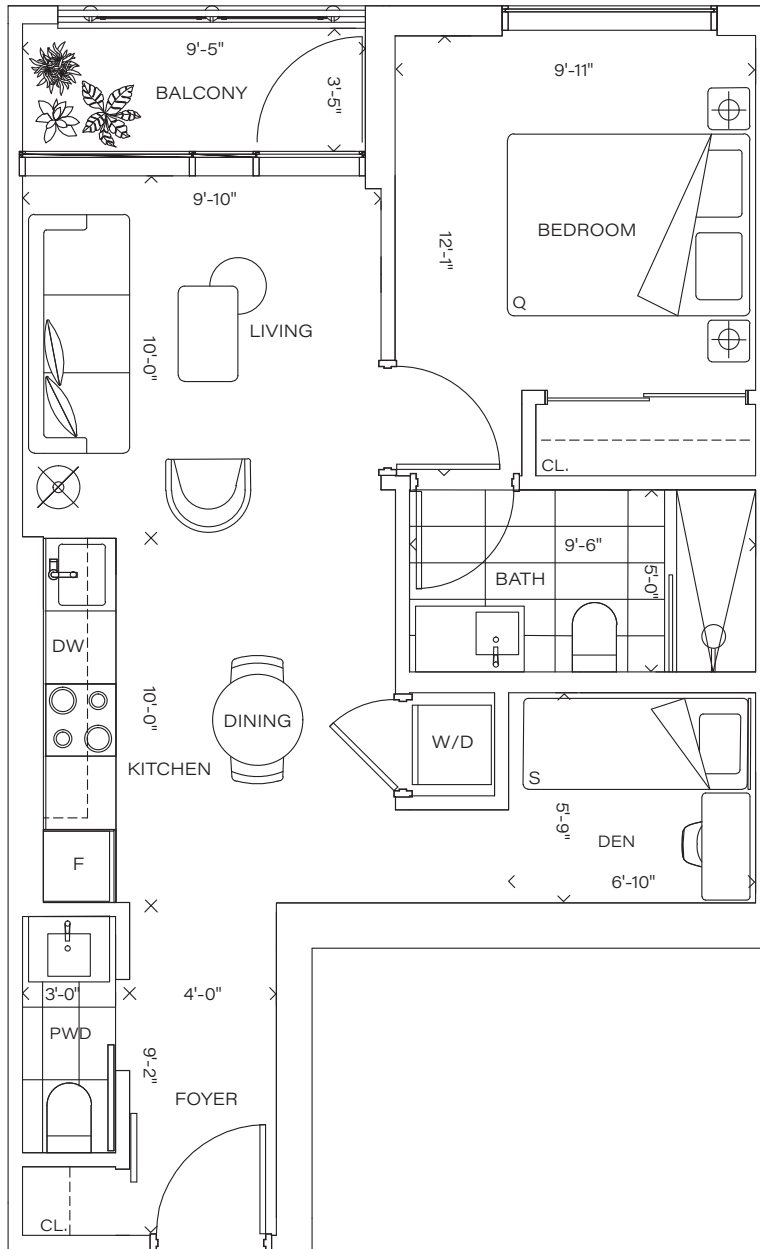 9'-5"
BALCONY
3'-5"
9'-11"
9'-10"
12'-1"
BEDROOM
Q
LIVING
10'-0"
CL.
9'-6"
BATH
5'-0"
DW
10'-0"
DINING
W/D
KITCHEN
S
5'-9"
DEN
F
6'-10"
3'-0"
4'-0"
PWD
9'-2"
FOYER
CL.